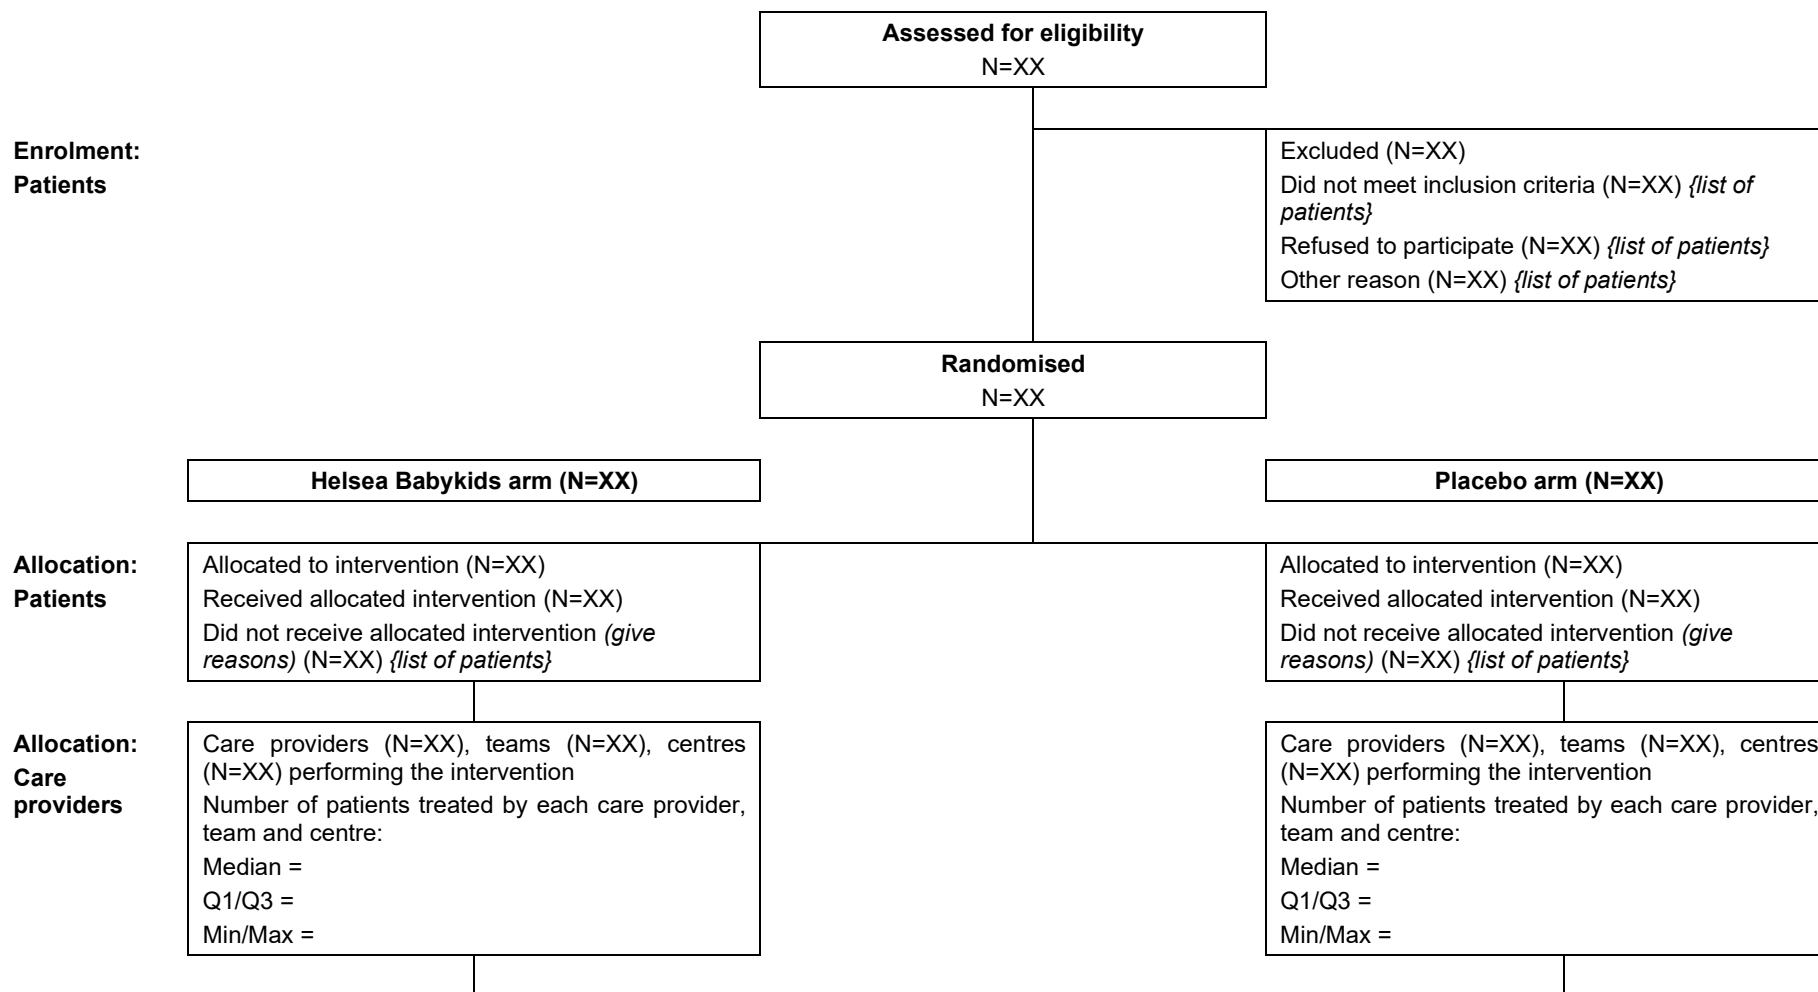 Assessed for eligibility
N=XX
Enrolment:
Patients
Excluded (N=XX)
Did not meet inclusion criteria (N=XX) {list of
patients}
Refused to participate (N=XX) {list of patients}
Other reason (N=XX) {list of patients}
Randomised
N=XX
Helsea Babykids arm (N=XX)
Placebo arm (N=XX)
Allocation:
Patients
Allocated to intervention (N=XX)
Received allocated intervention (N=XX)
Did not receive allocated intervention (give
reasons) (N=XX) {list of patients}
Allocated to intervention (N=XX)
Received allocated intervention (N=XX)
Did not receive allocated intervention (give
reasons) (N=XX) {list of patients}
Allocation:
Care
providers
Care providers (N=XX), teams (N=XX), centres
(N=XX) performing the intervention
Number of patients treated by each care provider,
team and centre:
Median =
Q1/Q3 =
Min/Max =
Care providers (N=XX), teams (N=XX), centres
(N=XX) performing the intervention
Number of patients treated by each care provider,
team and centre:
Median =
Q1/Q3 =
Min/Max =